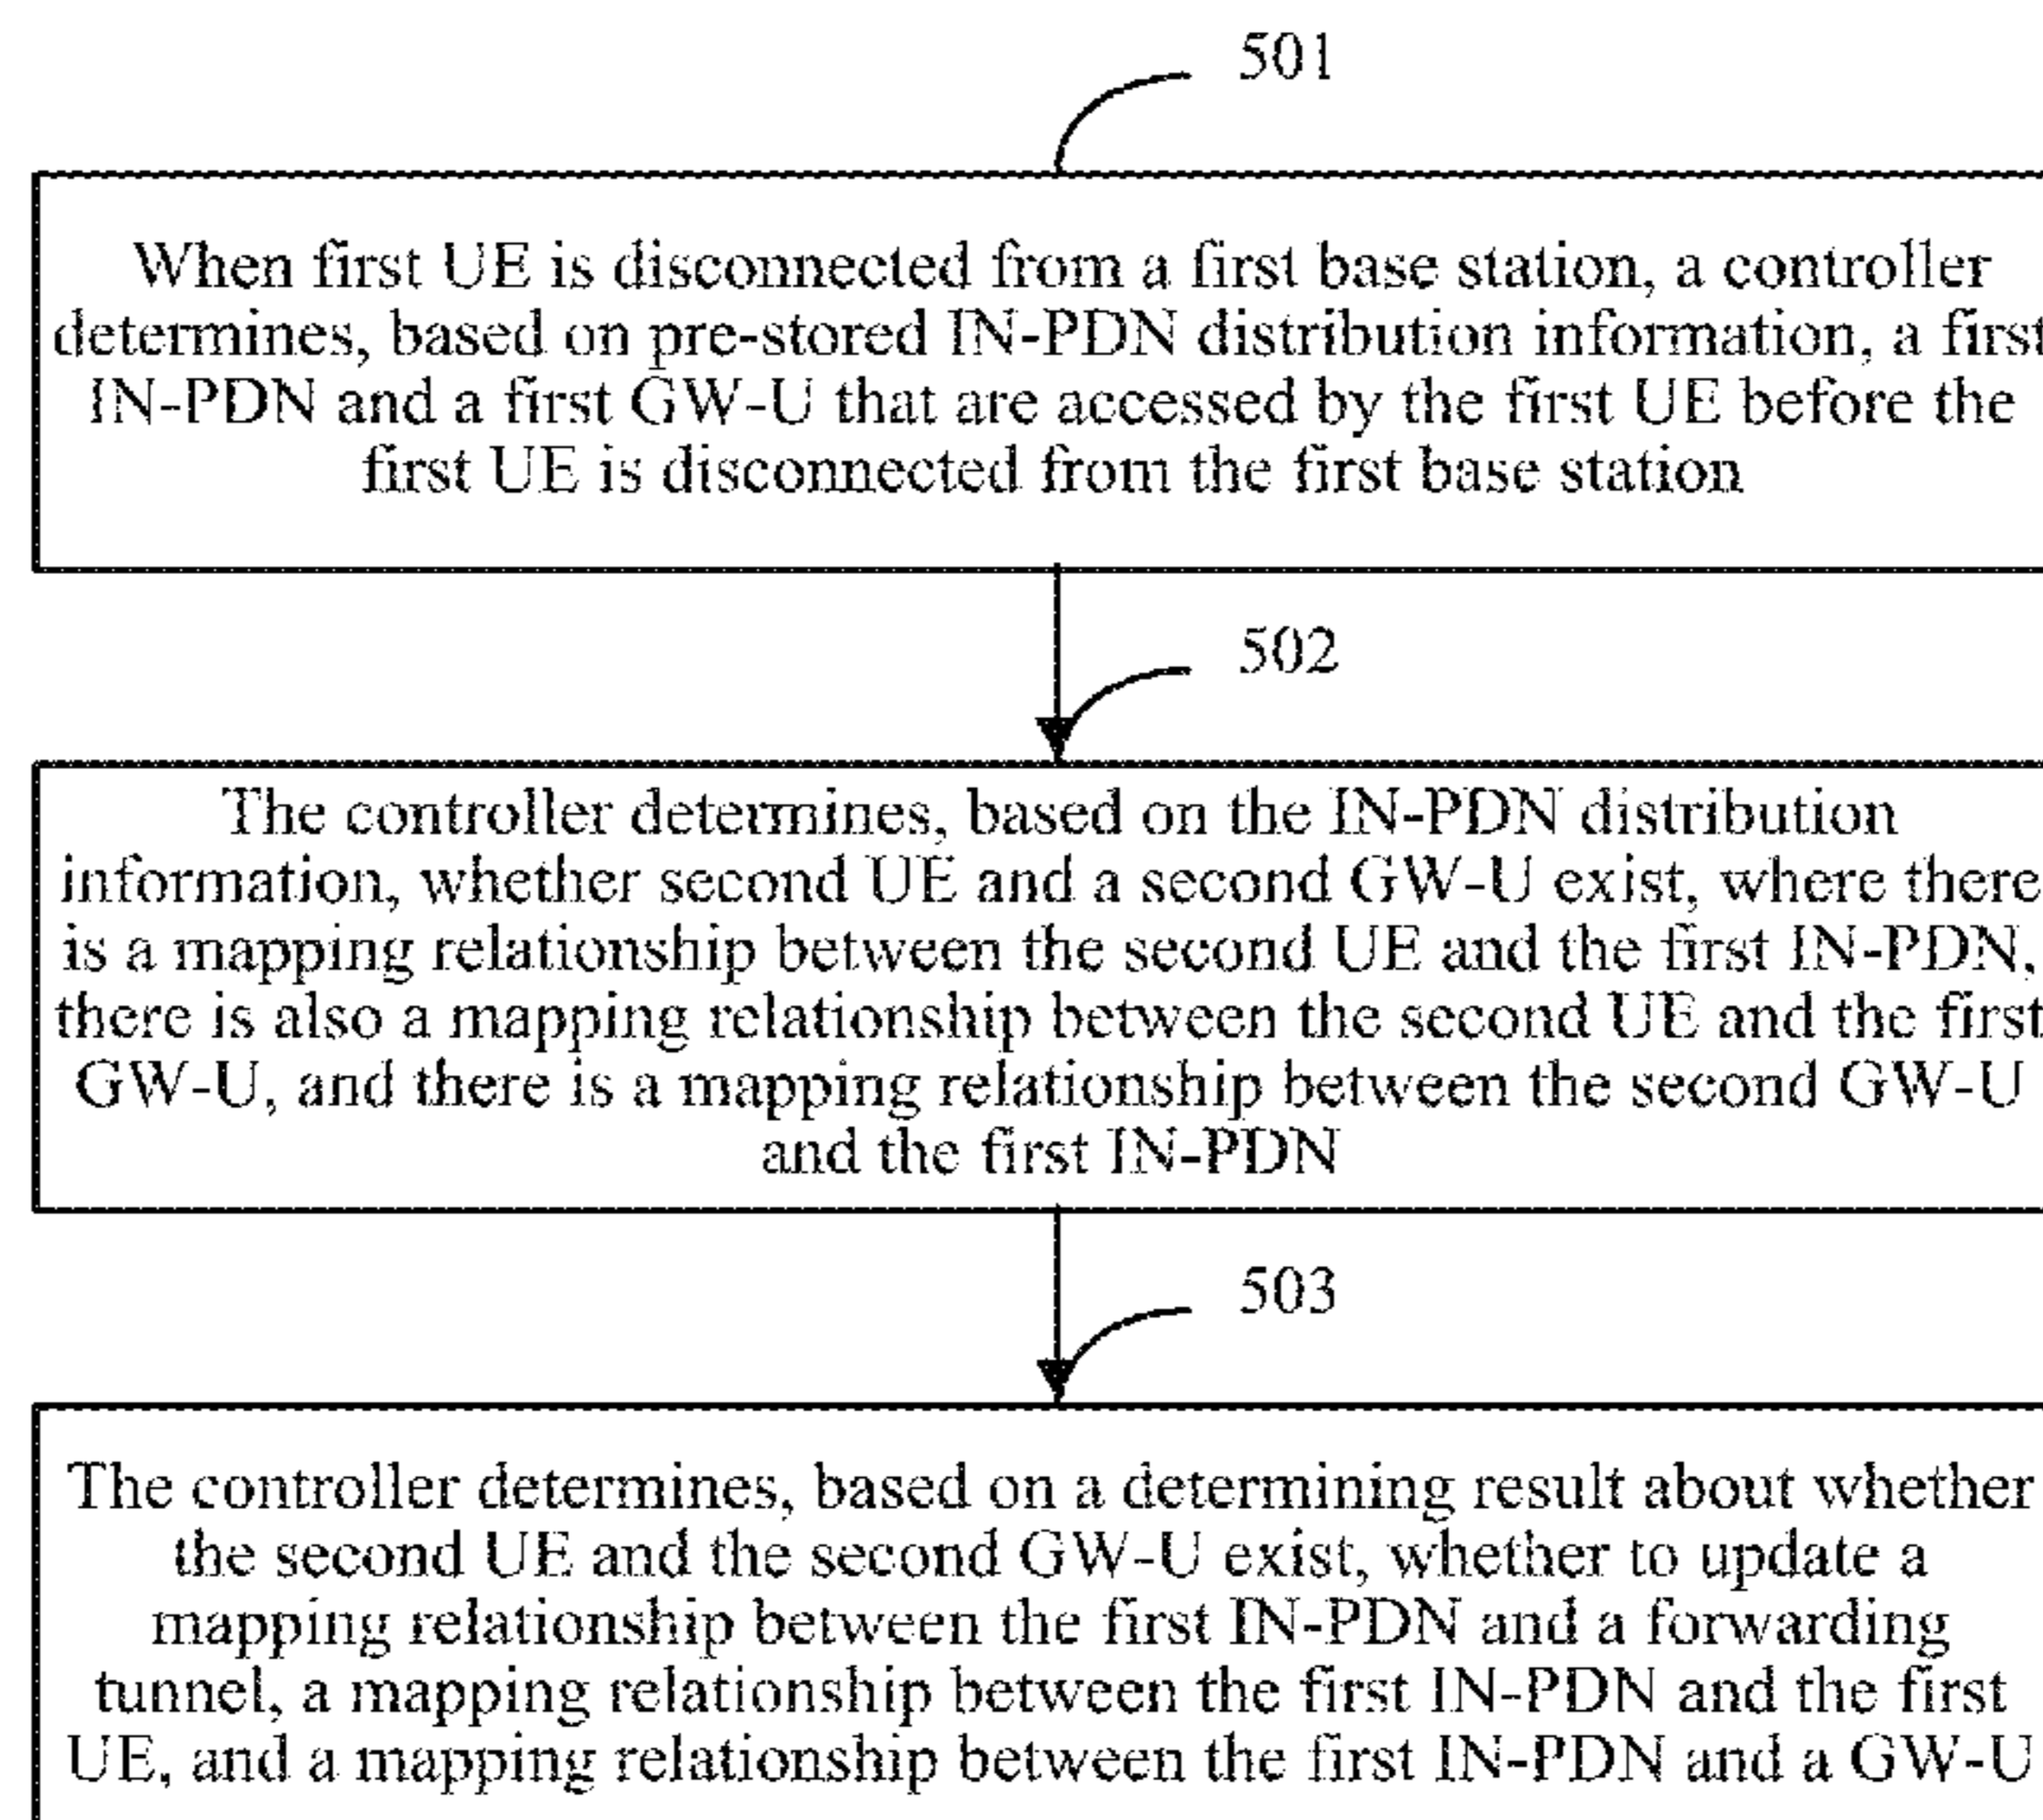 501
When first UE is disconnected from a first base station, a controller
determines, based on pre-stored IN-PDN distribution information, a first
IN-PDN and a first GW-U that are accessed by the first UE before the
first UE is disconnected from the first base station
502
The controller determines, based on the IN-PDN distribution
information, whether second UE and a second GW-U exist, where there
is a mapping relationship between the second UE and the first IN-PDN,
there is also a mapping relationship between the second UE and the first
GW-U, and there is a mapping relationship between the second GW-U
and the first IN-PDN
503
The controller determines, based on a determining result about whether
the second UE and the second GW-U exist, whether to update a
mapping relationship between the first IN-PDN and a forwarding
tunnel, a mapping relationship between the first IN-PDN and the first
UE, and a mapping relationship between the first IN-PDN and a GW-U